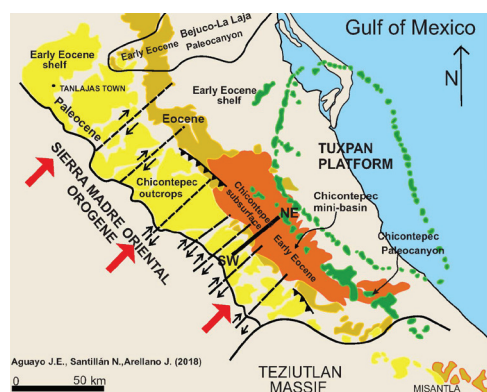 Gulf of Mexico
Bejuco-La Laja
Paleocanyon
Early Eocene
Early Eocene
shelf
TANLAJAS TOWN
N
Early Eocene
shelf
Paleocene
Eocene
TUXPAN
PLATFORM
SIERRA MADRE ORIENTAL
OROGENE
Chicontepec
outcrops
Chicontepec
subsurface
Chicontepec
mini-basin
NE
Chicontepec
Paleocanyon
SW
Early Eocene
Aguayo J.E., Santillán N.,Arellano J. (2018)
TEZIUTLAN
MASSIF
MISANTLA
0
50 km